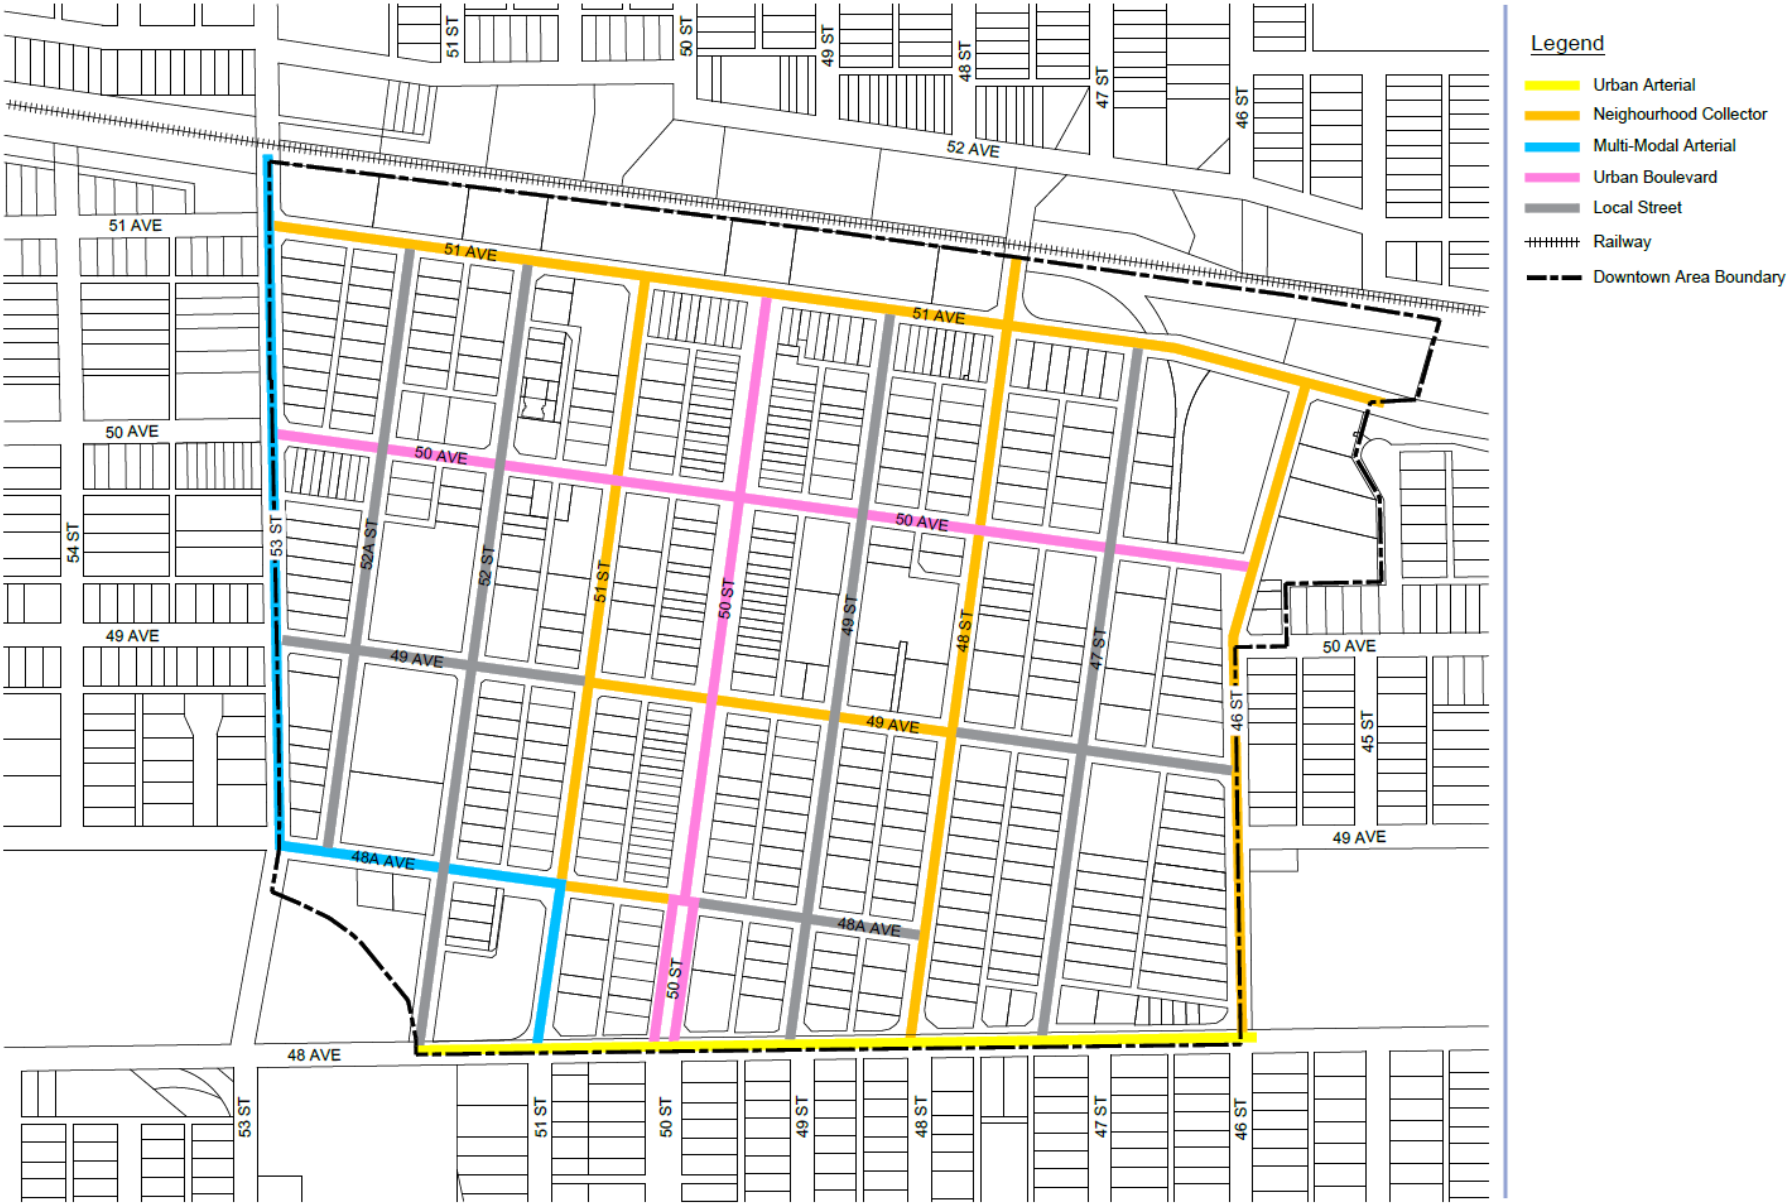 51 ST
50 ST
49 ST
48 ST
47 ST
46 ST
52 AVE
51 AVE
51 AVE
51 AVE
50 AVE
50 AVE
50 AVE
54 ST
53 ST
52A ST
52 ST
51 ST
50 ST
49 ST
48 ST
47 ST
49 AVE
49 AVE
50 AVE
46 ST
45 ST
49 AVE
49 AVE
48A AVE
48A AVE
50 ST
48 AVE
53 ST
51 ST
50 ST
49 ST
48 ST
47 ST
46 ST
Legend
Urban Arterial
Neighourhood Collector
Multi-Modal Arterial
Urban Boulevard
Local Street
Railway
Downtown Area Boundary